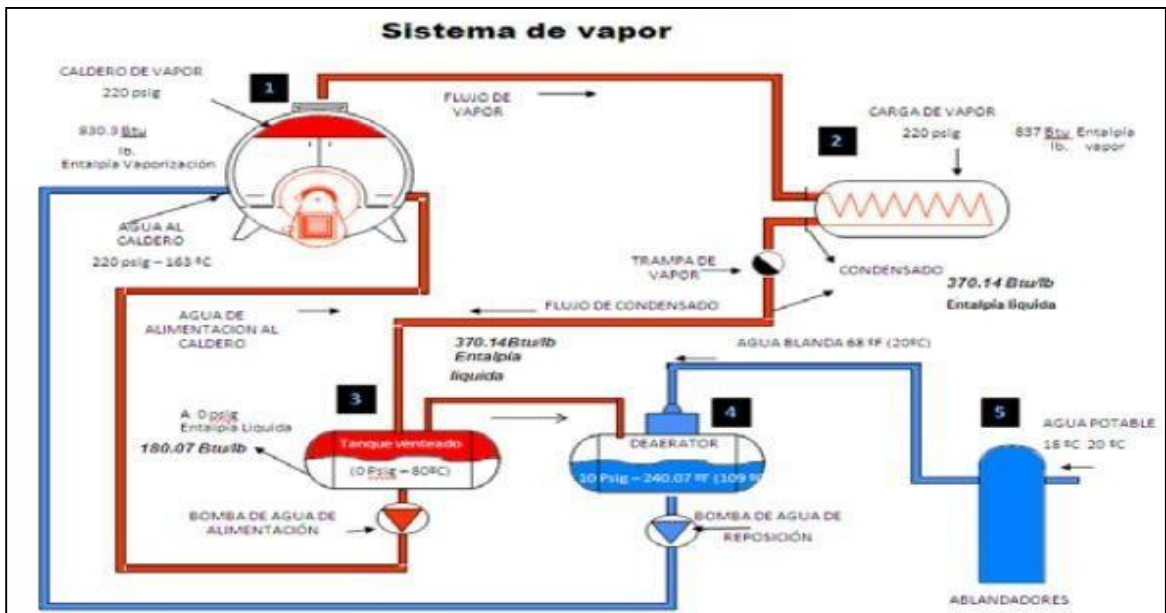 Sistema de vapor
CALDERO DE VAPOR
220 psig
1
830.3 Btu
lb.
Entalpía Vaporización
FLUJO DE
VAPOR
CARGA DE VAPOR
220 psig
2
837 Btu Entalpía
lb. vapor
AGUA AL
CALDERO
220 psig – 163 ºC
TRAMPA DE
VAPOR
CONDENSADO
370.14 Btu/lb
Entalpía liquida
AGUA DE
ALIMENTACION AL
CALDERO
FLUJO DE CONDENSADO
370.14Btu/lb
Entalpía
liquida
AGUA BLANDA 68 ºF (20ºC)
3
A 0 psig
Entalpía Liquida
180.07 Btu/lb
Tanque venteado
(0 Psig – 80ºC)
4
DEAERATOR
10 Psig – 240.07 ºF (109 º
5
AGUA POTABLE
18 ºC 20 ºC
BOMBA DE AGUA DE
ALIMENTACIÓN
BOMBA DE AGUA DE
REPOSICIÓN
ABLANDADORES